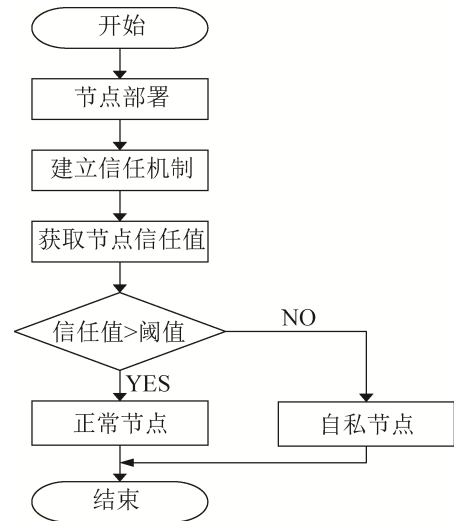 开始
节点部署
建立信任机制
获取节点信任值
信任值>阈值
NO
YES
正常节点
自私节点
结束